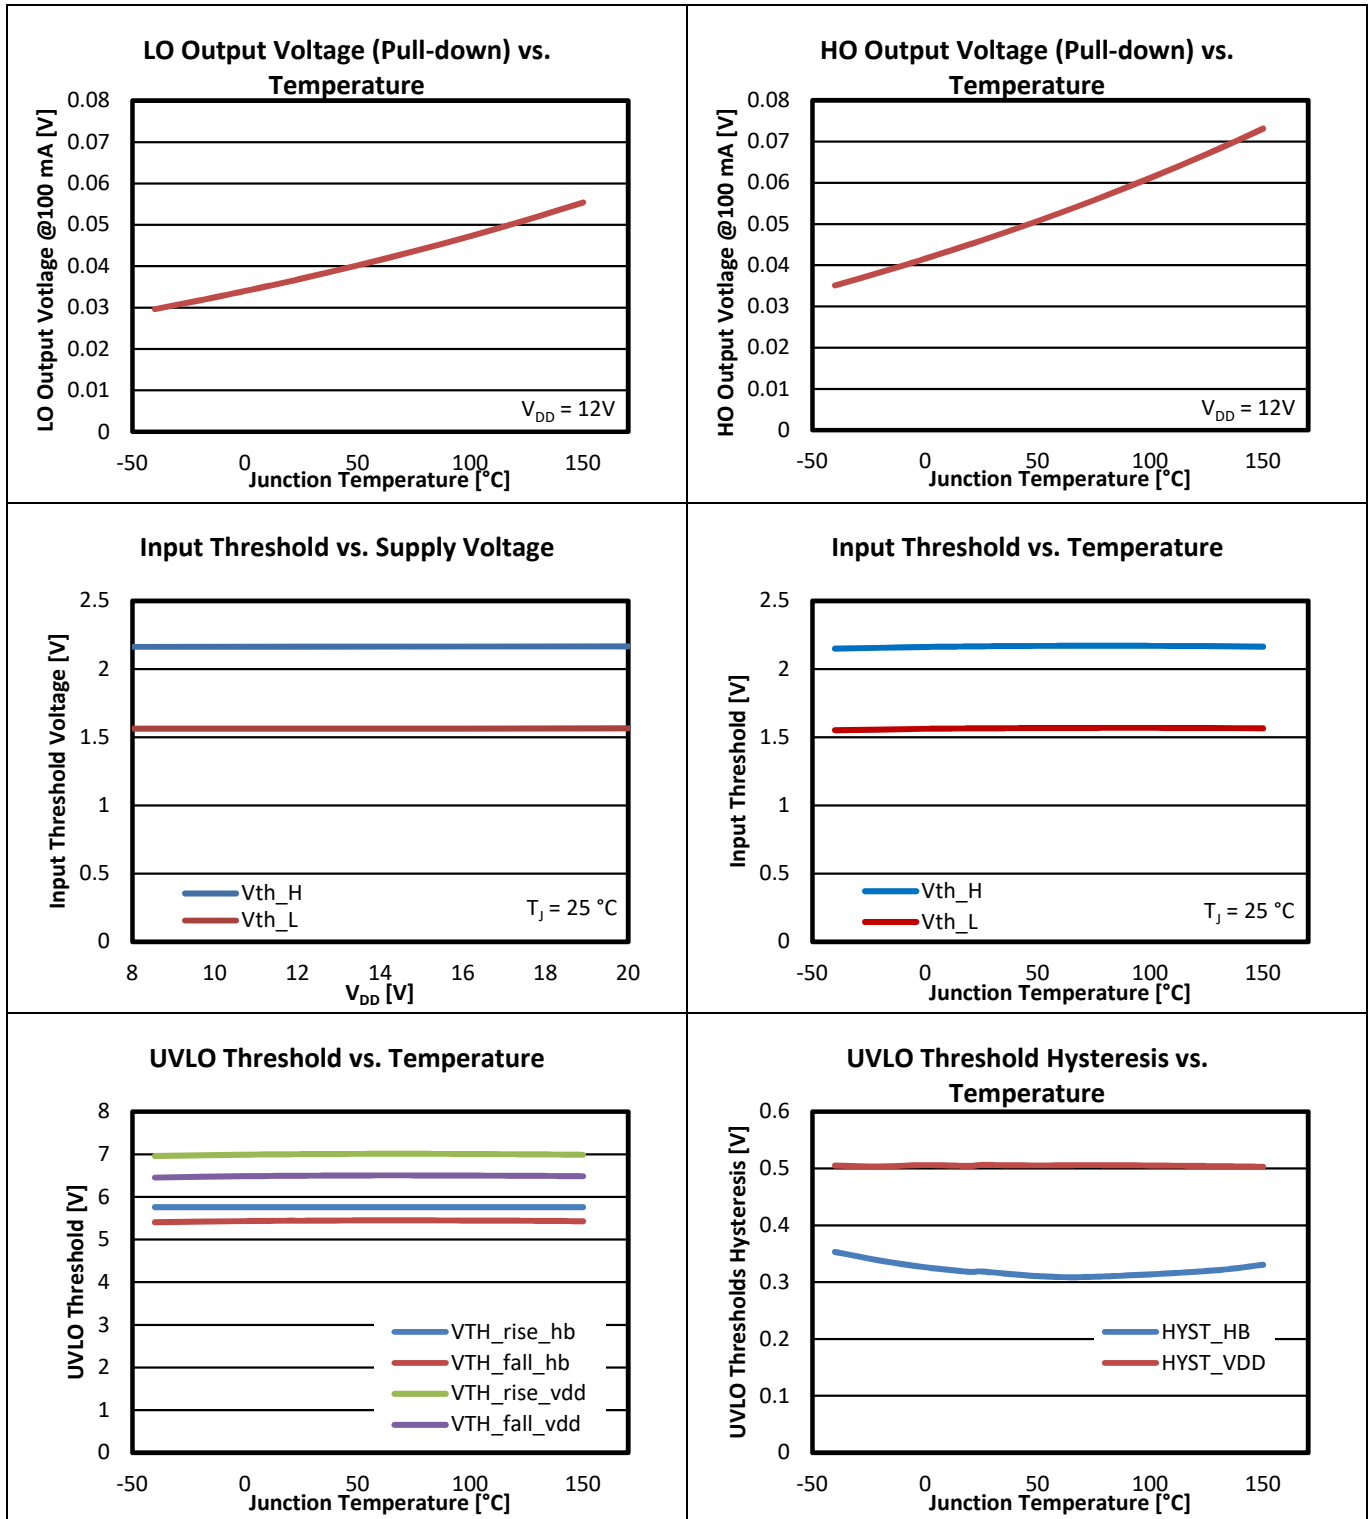 LO Output Voltage (Pull-down) vs.
Temperature
LO Output Votlage @100 mA [V]
0.08
0.07
0.06
0.05
0.04
0.03
0.02
0.01
0
V_DD = 12V
-50 0 50 100 150
Junction Temperature [°C]
HO Output Voltage (Pull-down) vs.
Temperature
HO Output Votlage @100 mA [V]
0.08
0.07
0.06
0.05
0.04
0.03
0.02
0.01
0
V_DD = 12V
-50 0 50 100 150
Junction Temperature [°C]
Input Threshold vs. Supply Voltage
Input Threshold Voltage [V]
2.5
2
1.5
1
0.5
0
Vth_H
Vth_L
T_J = 25 °C
8 10 12 14 16 18 20
V_DD [V]
Input Threshold vs. Temperature
Input Threshold [V]
2.5
2
1.5
1
0.5
0
Vth_H
Vth_L
T_J = 25 °C
-50 0 50 100 150
Junction Temperature [°C]
UVLO Threshold vs. Temperature
UVLO Threshold [V]
8
7
6
5
4
3
2
1
0
VTH_rise_hb
VTH_fall_hb
VTH_rise_vdd
VTH_fall_vdd
-50 0 50 100 150
Junction Temperature [°C]
UVLO Threshold Hysteresis vs.
Temperature
UVLO Thresholds Hysteresis [V]
0.6
0.5
0.4
0.3
0.2
0.1
0
HYST_HB
HYST_VDD
-50 0 50 100 150
Junction Temperature [°C]